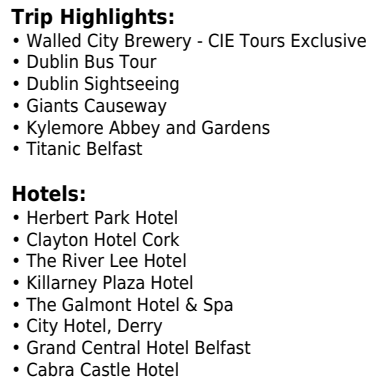 Trip Highlights:
• Walled City Brewery - CIE Tours Exclusive
• Dublin Bus Tour
• Dublin Sightseeing
• Giants Causeway
• Kylemore Abbey and Gardens
• Titanic Belfast
Hotels:
• Herbert Park Hotel
• Clayton Hotel Cork
• The River Lee Hotel
• Killarney Plaza Hotel
• The Galmont Hotel & Spa
• City Hotel, Derry
• Grand Central Hotel Belfast
• Cabra Castle Hotel